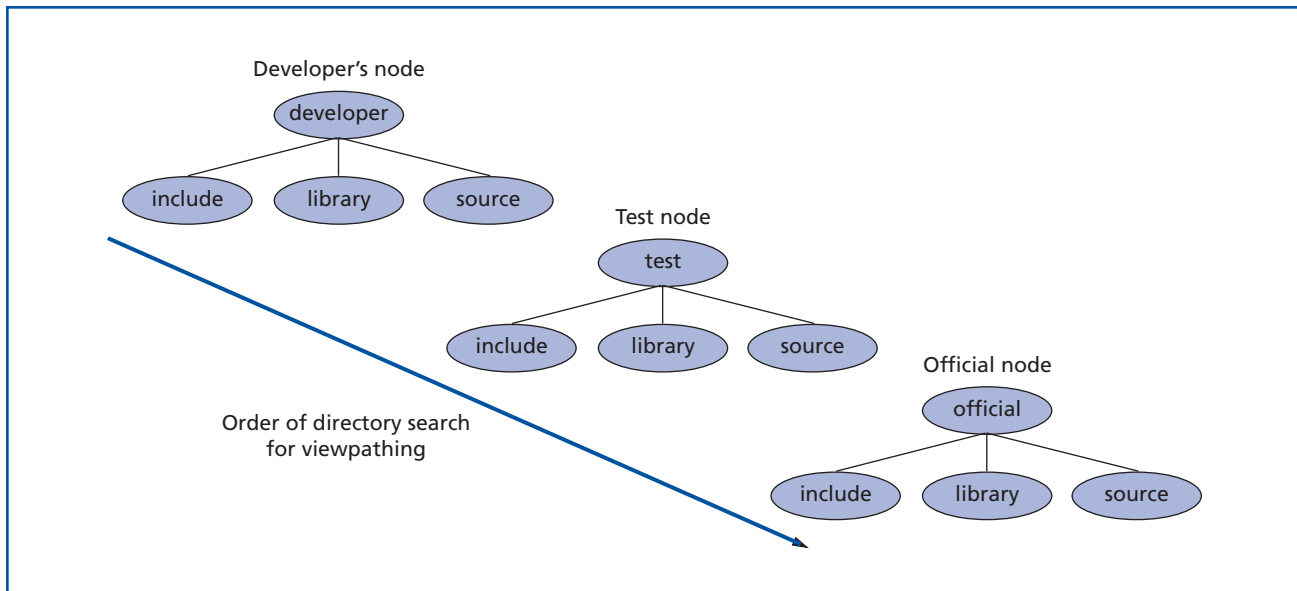 Developer's node
developer
include
library
source
Test node
test
include
library
source
Official node
official
include
library
source
Order of directory search
for viewpathing